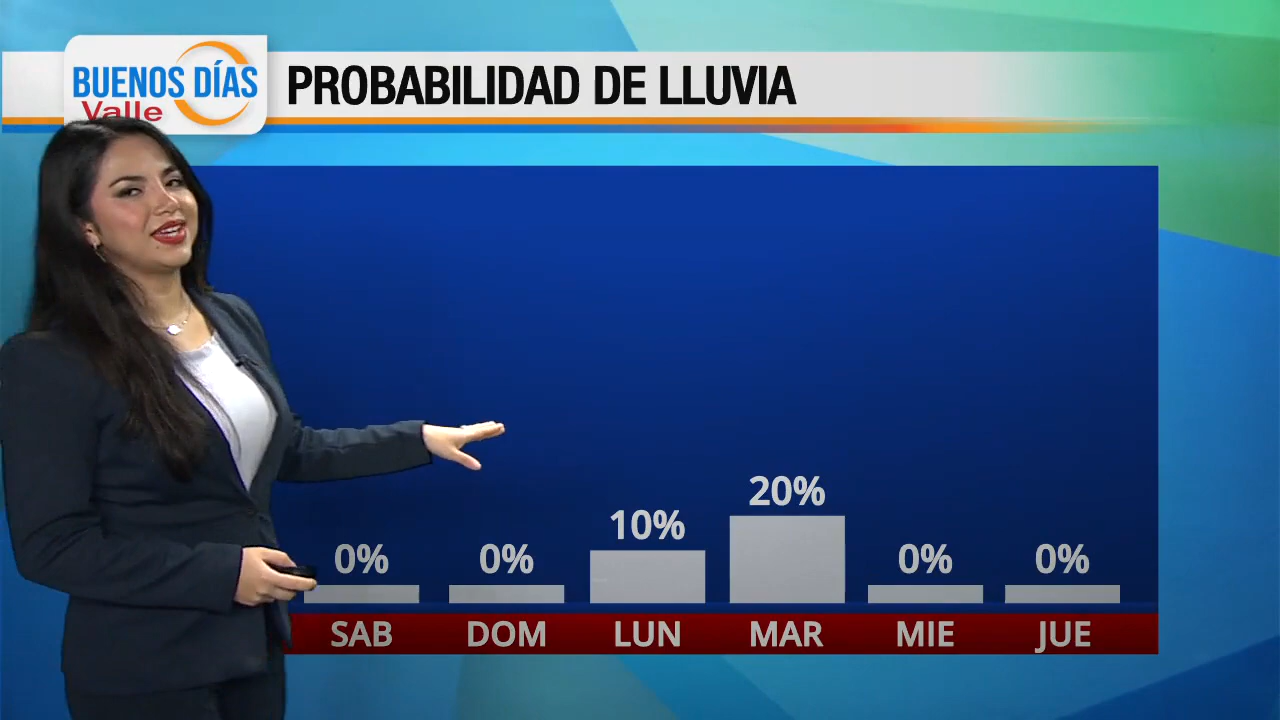 BUENOS DÍAS
Valle
PROBABILIDAD DE LLUVIA
0% 0% 10% 20% 0% 0%
SAB DOM LUN MAR MIE JUE